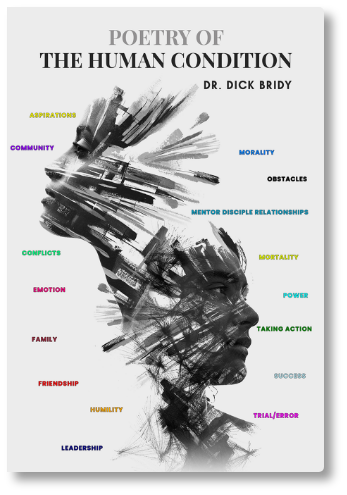 POETRY OF
THE HUMAN CONDITION
DR. DICK BRIDY
ASPIRATIONS
COMMUNITY
MORALITY
OBSTACLES
MENTOR DISCIPLE RELATIONSHIPS
CONFLICTS
MORTALITY
EMOTION
POWER
TAKING ACTION
FAMILY
SUCCESS
FRIENDSHIP
HUMILITY
TRIAL/ERROR
LEADERSHIP